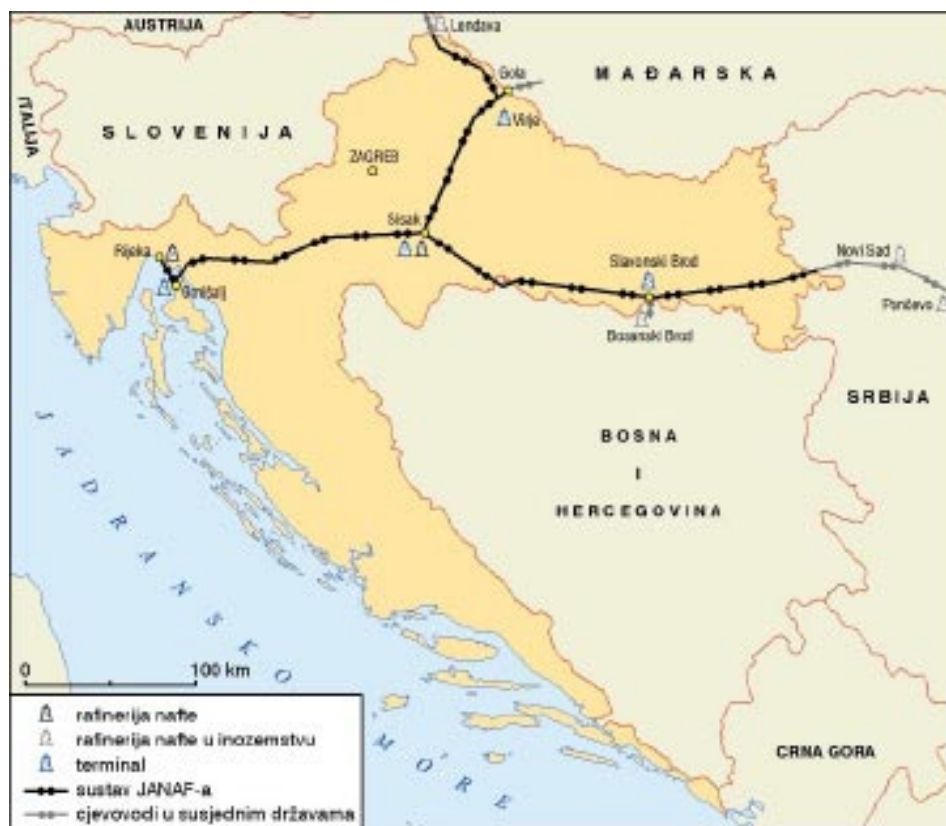 AUSTRIJA
Lendava
Gola
MAĐARSKA
ITALIJA
SLOVENIJA
Virje
ZAGREB
Sisak
Rijeka
Omišalj
Slavonski Brod
Novi Sad
Bosanski Brod
Pančevo
SRBIJA
BOSNA
I
HERCEGOVINA
JADRANSKO MORE
0 100 km
CRNA GORA
rafinerija nafte
rafinerija nafte u inozemstvu
terminal
sustav JANAF-a
cjevovodi u susjednim državama